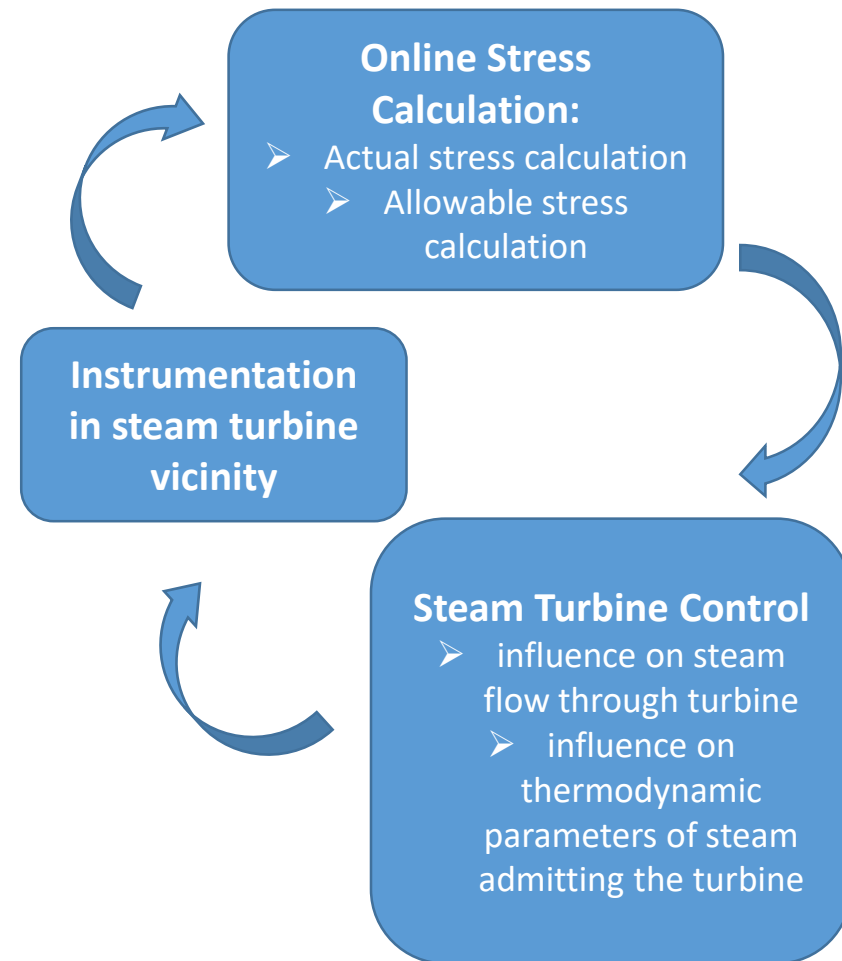 Online Stress
Calculation:
➢ Actual stress calculation
➢ Allowable stress
calculation
Instrumentation
in steam turbine
vicinity
Steam Turbine Control
➢ influence on steam
flow through turbine
➢ influence on
thermodynamic
parameters of steam
admitting the turbine